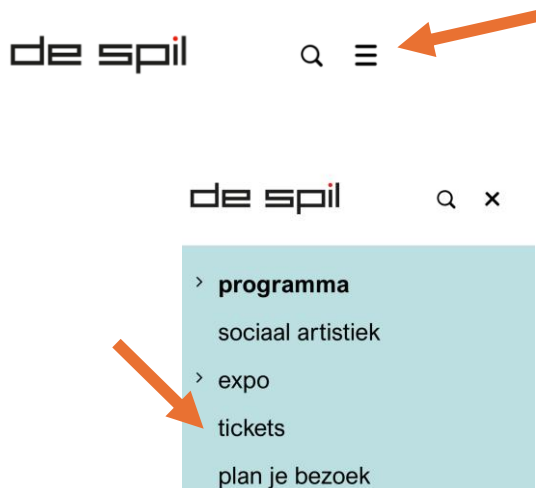 de spil
de spil
programma
sociaal artistiek
expo
tickets
plan je bezoek